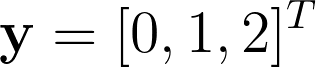 y = [0, 1, 2]^T